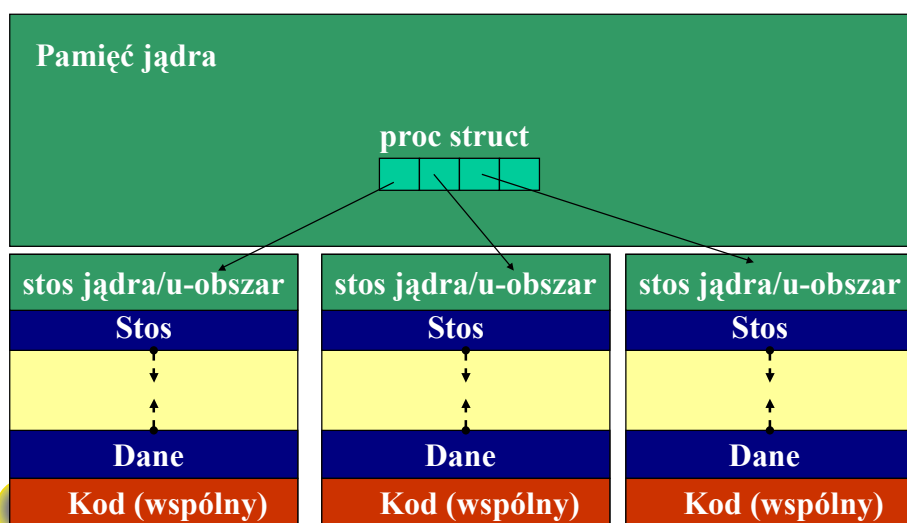 Pamięć jądra
proc struct
stos jądra/u-obszar
stos jądra/u-obszar
stos jądra/u-obszar
Stos
Stos
Stos
Dane
Dane
Dane
Kod (wspólny)
Kod (wspólny)
Kod (wspólny)